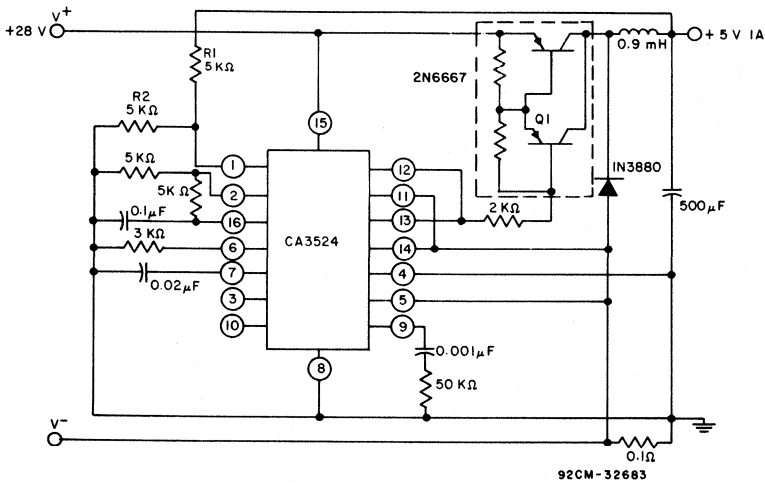 V+
+28 V
R1
5 KΩ
2N6667
0.9 mH
+ 5 V 1A
R2
5 KΩ
15
Q1
5 KΩ
5 KΩ
1
2
16
6
7
3
10
12
11
13
14
4
5
9
8
CA3524
2 KΩ
1N3880
500µF
0.1µF
3 KΩ
0.02µF
0.001µF
50 KΩ
V-
0.1Ω
92CM-32683